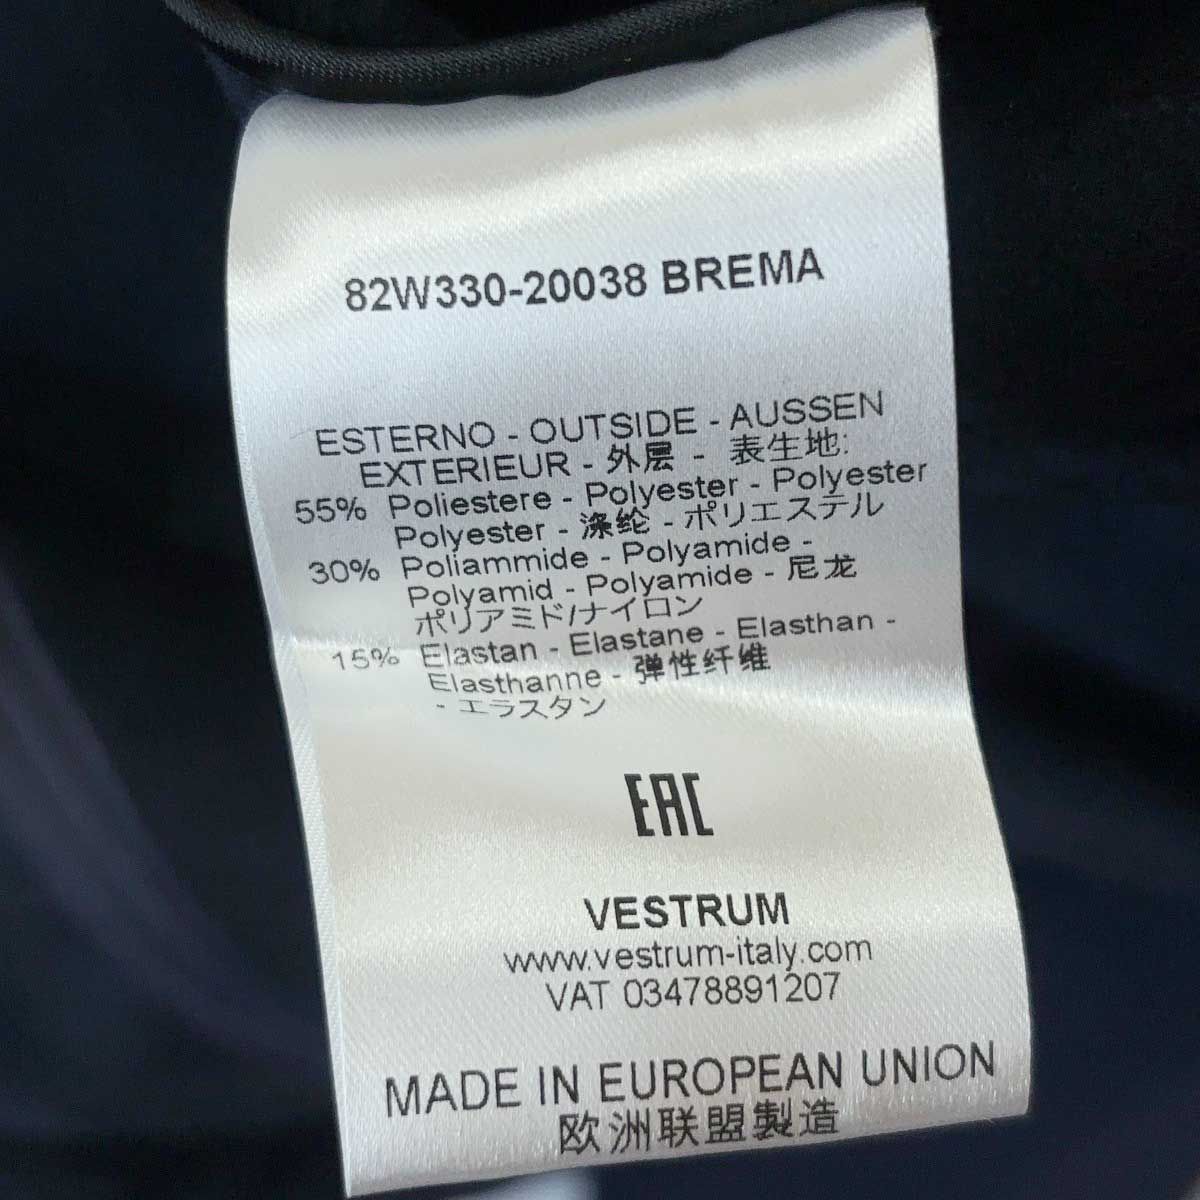 82W330-20038 BREMA
ESTERNO - OUTSIDE - AUSSEN
EXTERIEUR - 外层 - 表生地:
55% Poliestere - Polyester - Polyester
Polyester - 涤纶 - ポリエステル
30% Poliammide - Polyamide -
Polyamid - Polyamide - 尼龙
ポリアミド/ナイロン
15% Elastan - Elastane - Elasthan -
Elasthanne - 弹性纤维
- エラスタン
EAC
VESTRUM
www.vestrum-italy.com
VAT 03478891207
MADE IN EUROPEAN UNION
欧洲联盟製造